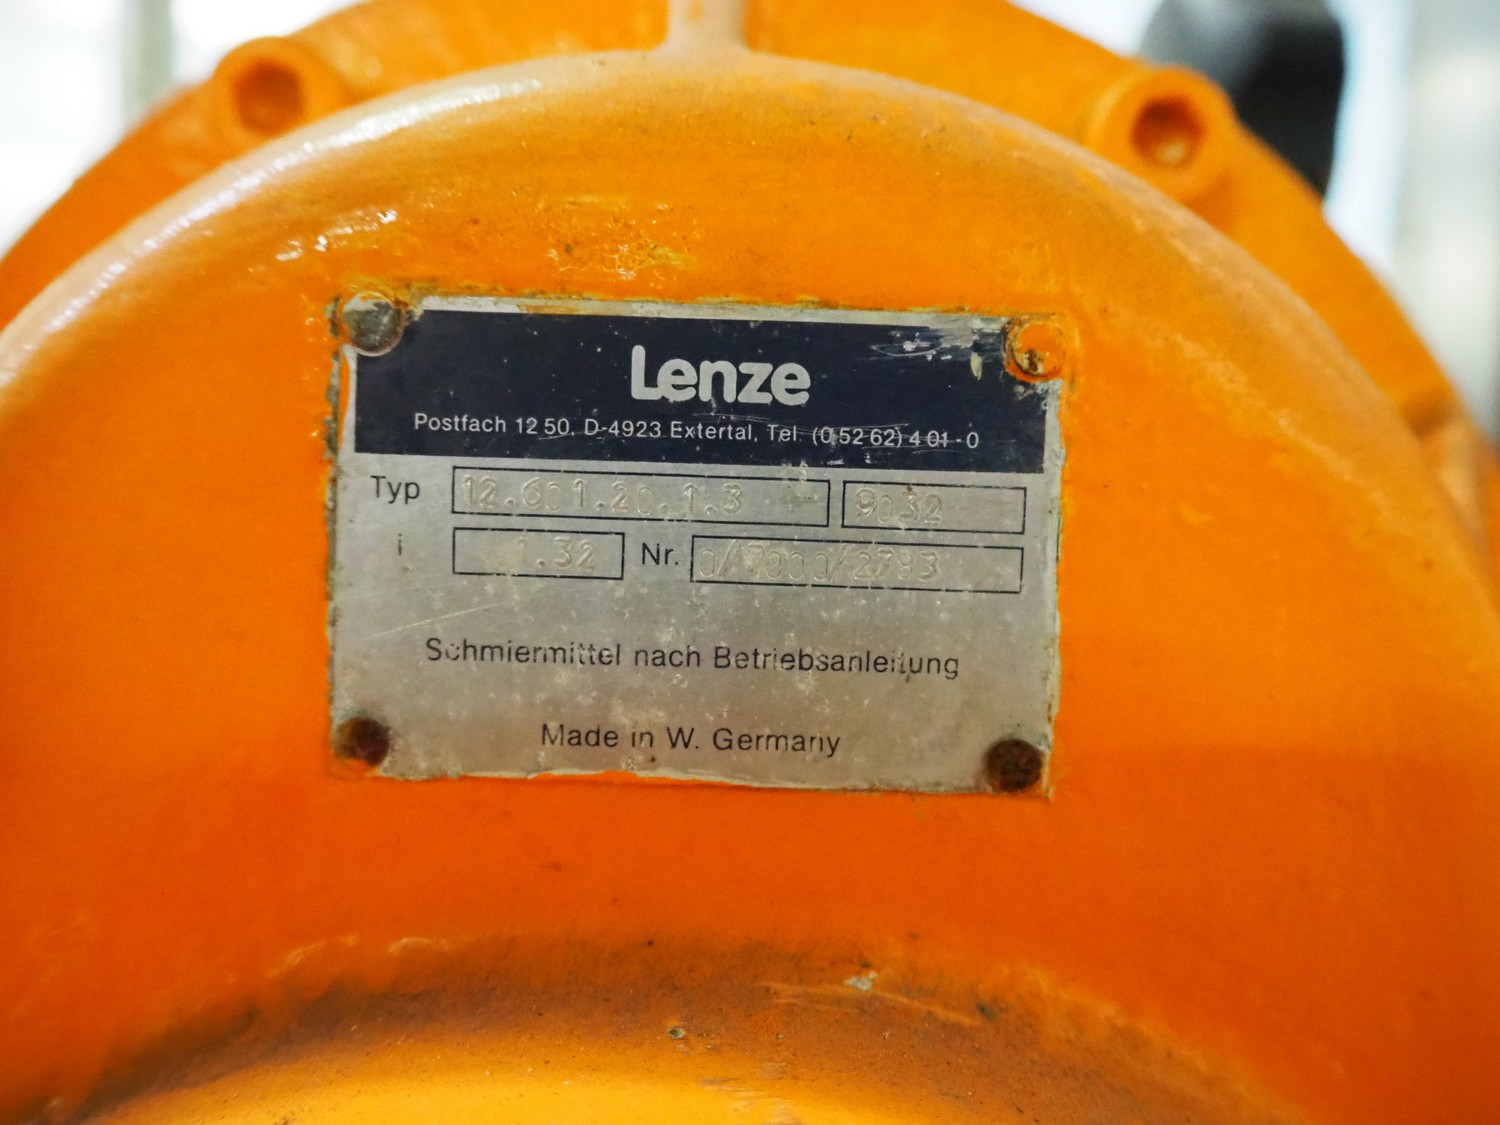 Lenze
Postfach 12 50, D-4923 Extertal, Tel. (0 52 62) 4 01 - 0
Typ 12.601.20.1.3 9032
i 1.32 Nr. 0/7000/2783
Schmiermittel nach Betriebsanleitung
Made in W. Germany